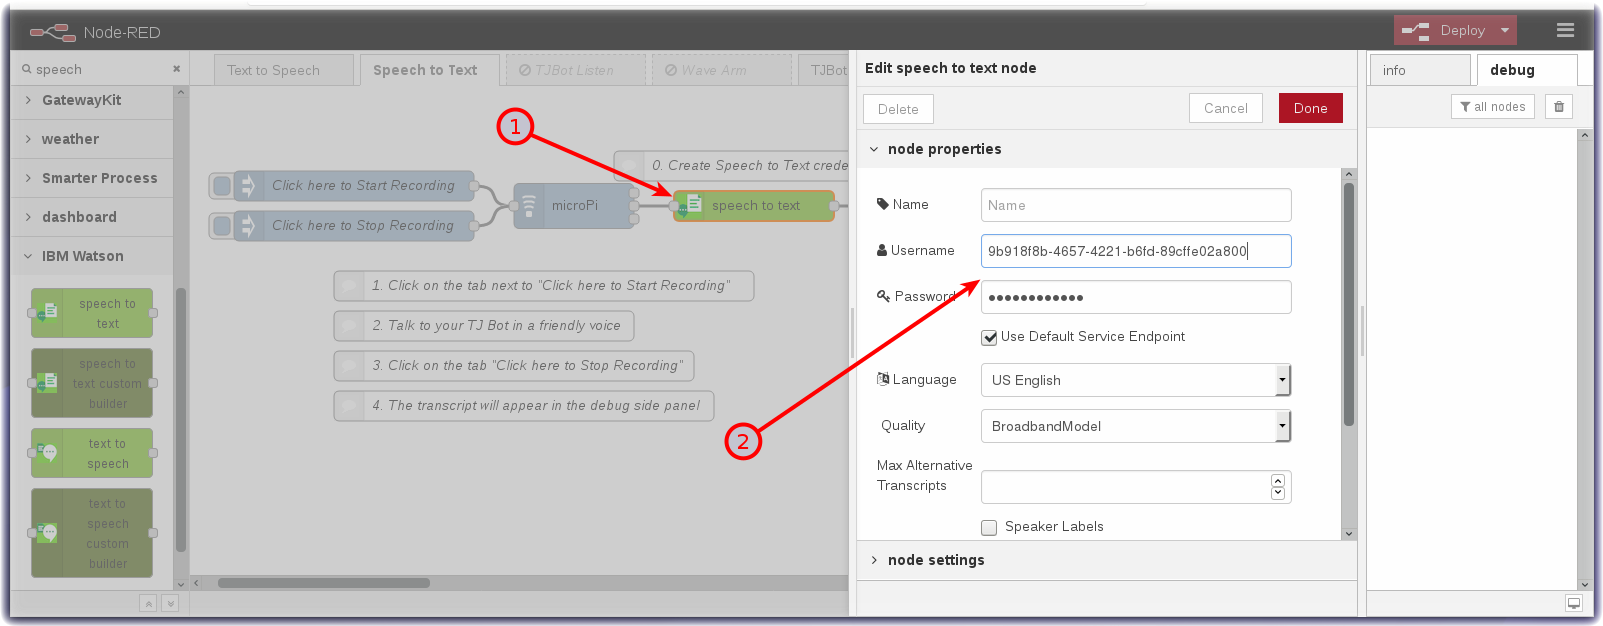 Node-RED
Deploy
speech
Text to Speech
Speech to Text
TJBot Listen
Wave Arm
TJBot
Edit speech to text node
info
debug
Delete
Cancel
Done
all nodes
GatewayKit
weather
Smarter Process
dashboard
IBM Watson
speech to
text
speech to
text custom
builder
text to
speech
text to
speech
custom
builder
1
0. Create Speech to Text crede
Click here to Start Recording
Click here to Stop Recording
microPi
speech to text
1. Click on the tab next to "Click here to Start Recording"
2. Talk to your TJ Bot in a friendly voice
3. Click on the tab "Click here to Stop Recording"
4. The transcript will appear in the debug side panel
2
node properties
Name
Name
Username
9b918f8b-4657-4221-b6fd-89cffe02a800
Password
••••••••••••
Use Default Service Endpoint
Language
US English
Quality
BroadbandModel
Max Alternative
Transcripts
Speaker Labels
node settings